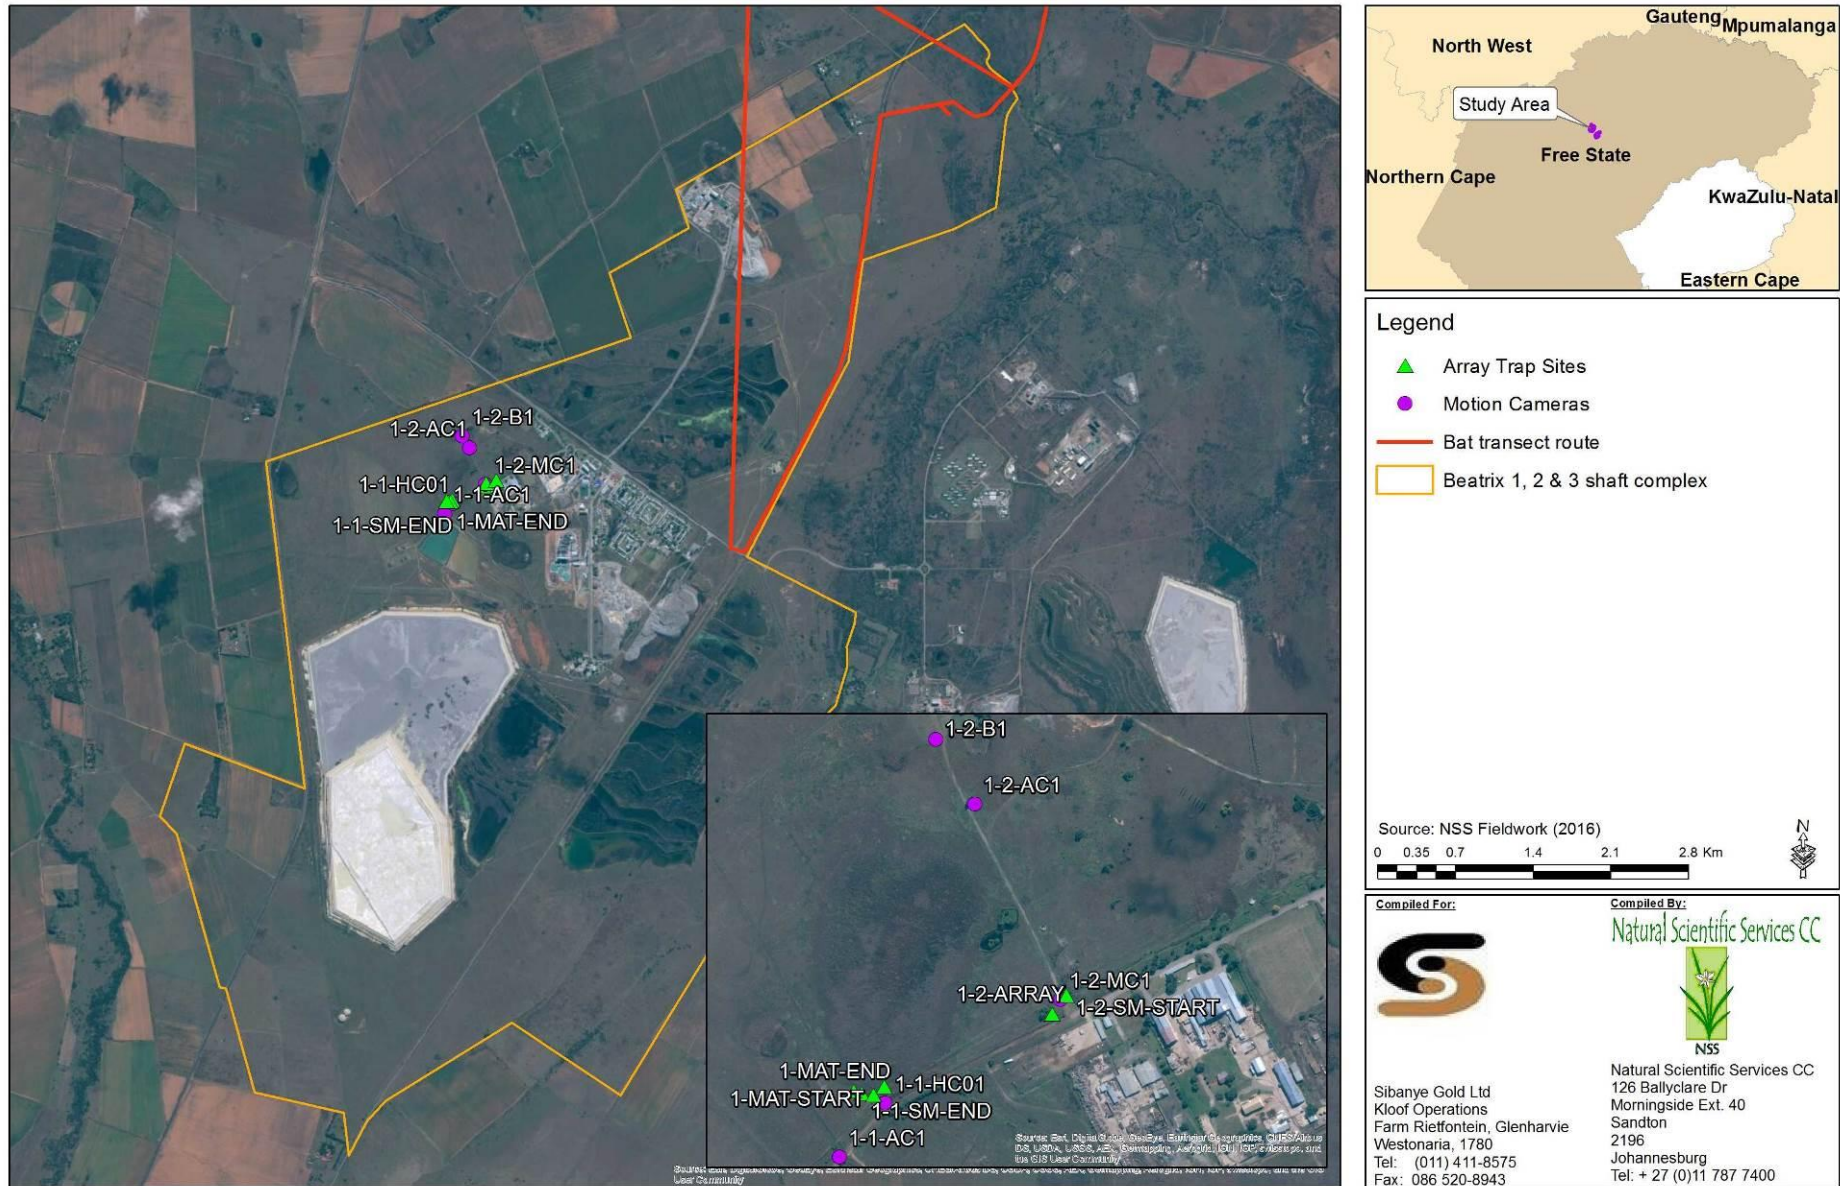 1-2-B1
1-2-AC1
1-2-MC1
1-1-HC01
1-1-AC1
1-1-SM-END
1-MAT-END
1-2-B1
1-2-AC1
1-2-MC1
1-2-ARRAY
1-2-SM-START
1-MAT-END
1-1-HC01
1-MAT-START
1-1-SM-END
1-1-AC1
the GIS User Community
User Community
Gauteng
Mpumalanga
North West
Study Area
Free State
Northern Cape
KwaZulu-Natal
Eastern Cape
Legend
Array Trap Sites
Motion Cameras
Bat transect route
Beatrix 1, 2 & 3 shaft complex
Source: NSS Fieldwork (2016)
0 0.35 0.7 1.4 2.1 2.8 Km
N
Compiled For:
Sibanye Gold Ltd
Kloof Operations
Farm Rietfontein, Glenharvie
Westonaria, 1780
Tel: (011) 411-8575
Fax: 086 520-8943
Compiled By:
Natural Scientific Services CC
NSS
Natural Scientific Services CC
126 Ballyclare Dr
Morningside Ext. 40
Sandton
2196
Johannesburg
Tel: + 27 (0)11 787 7400